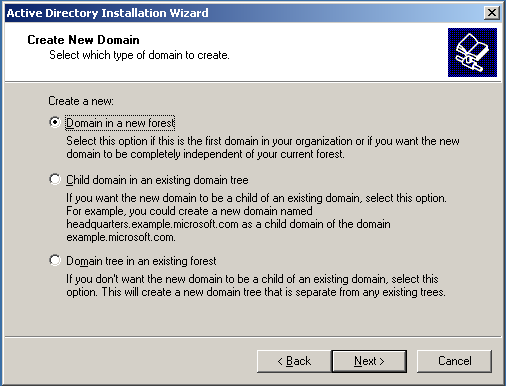 Active Directory Installation Wizard
Create New Domain
Select which type of domain to create.
Create a new:
Domain in a new forest
Select this option if this is the first domain in your organization or if you want the new
domain to be completely independent of your current forest.
Child domain in an existing domain tree
If you want the new domain to be a child of an existing domain, select this option.
For example, you could create a new domain named
headquarters.example.microsoft.com as a child domain of the domain
example.microsoft.com.
Domain tree in an existing forest
If you don't want the new domain to be a child of an existing domain, select this
option. This will create a new domain tree that is separate from any existing trees.
< Back Next > Cancel